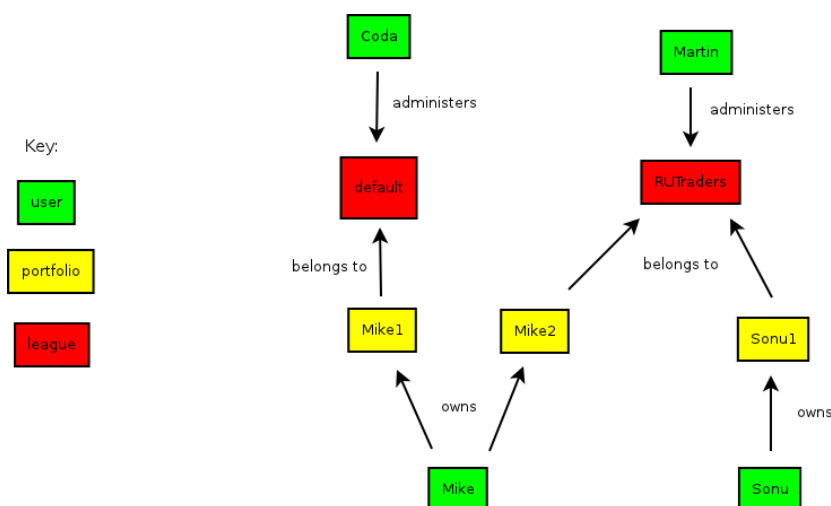 Coda
Martin
administers
administers
Key:
default
RUTraders
user
belongs to
belongs to
portfolio
Mike1
Mike2
Sonu1
league
owns
owns
Mike
Sonu